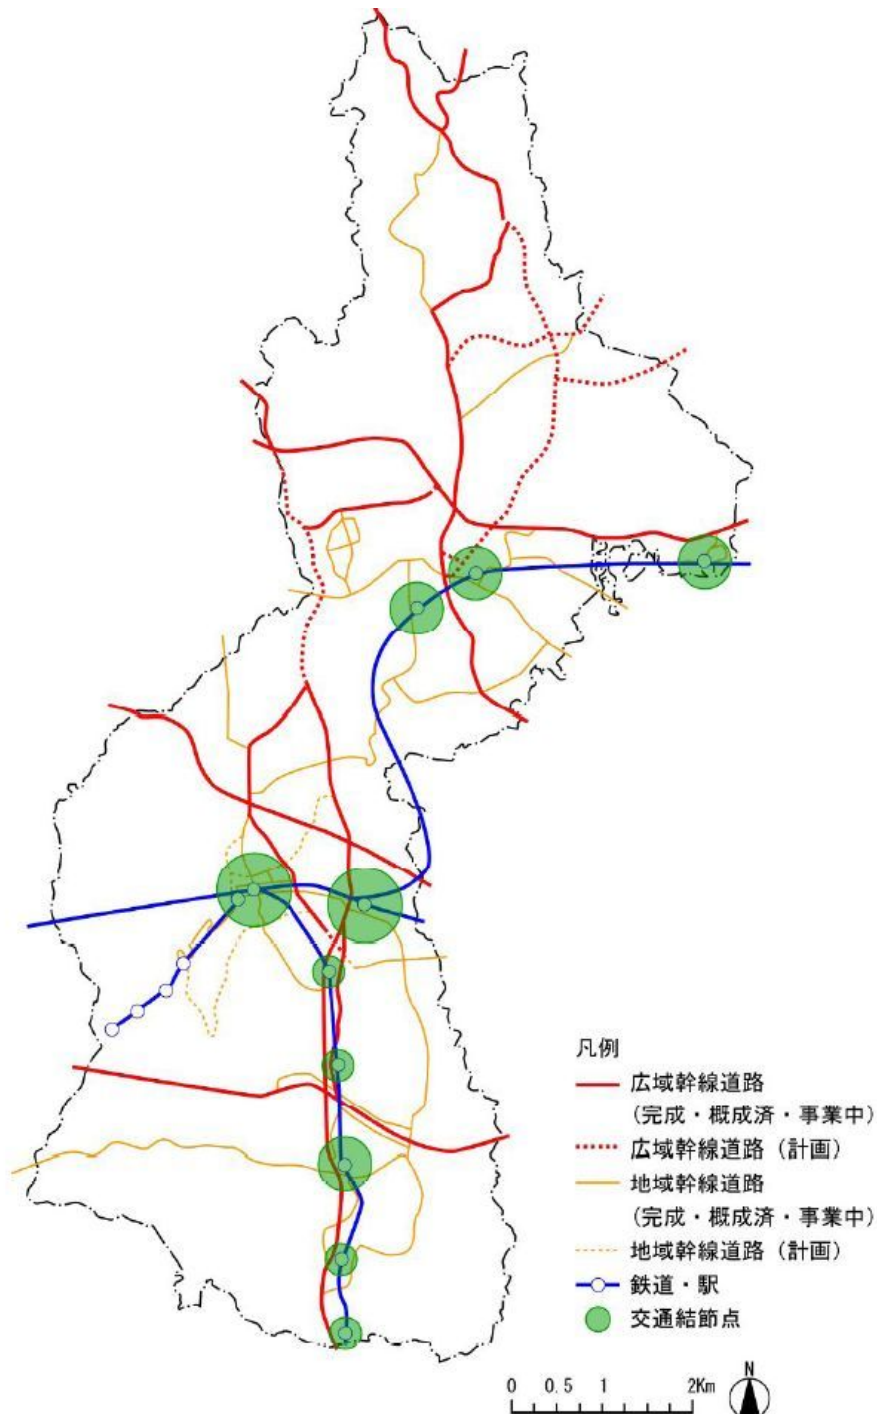 凡例
広域幹線道路
(完成・概成済・事業中)
広域幹線道路(計画)
地域幹線道路
(完成・概成済・事業中)
地域幹線道路(計画)
鉄道・駅
交通結節点
0 0.5 1 2Km
N